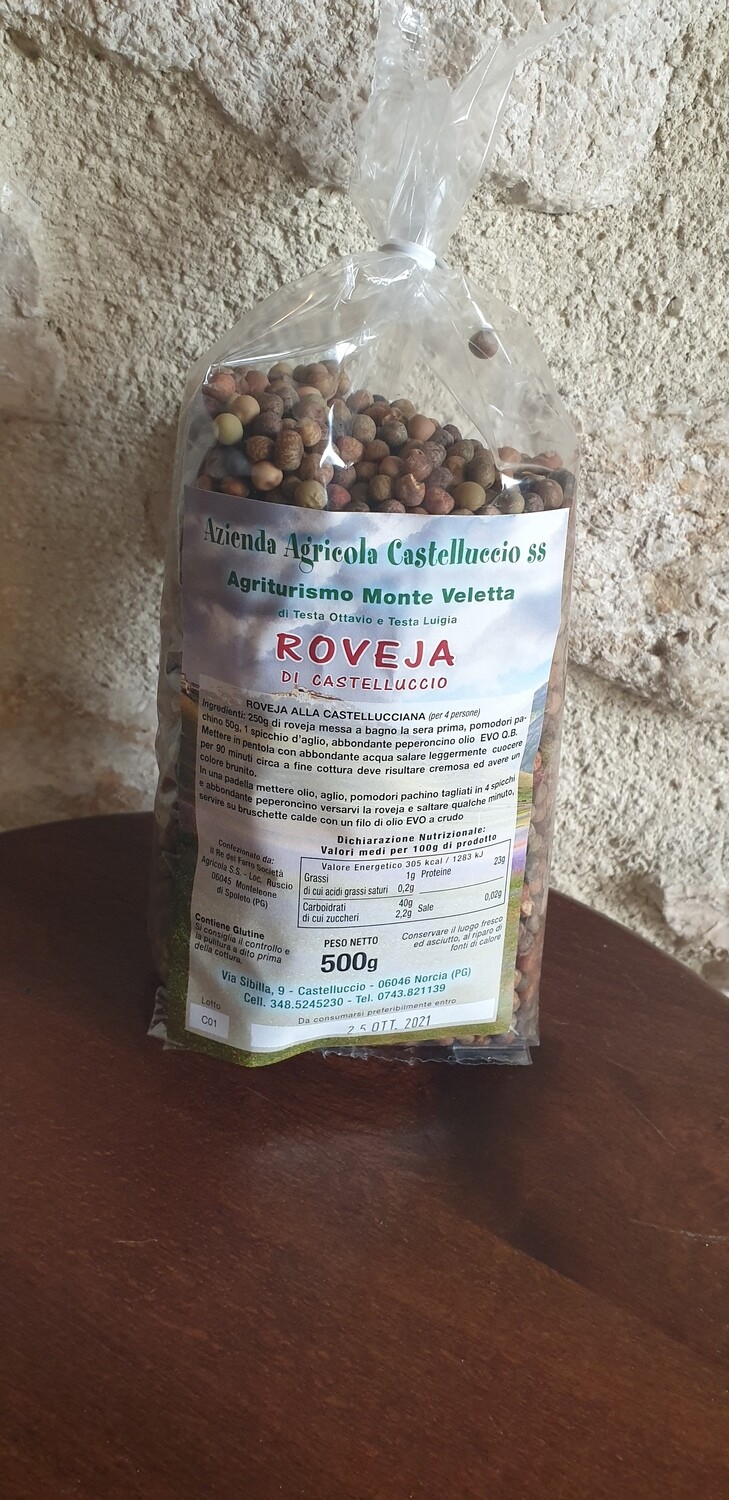 Azienda Agricola Castelluccio ss
Agriturismo Monte Veletta
di Testa Ottavio e Testa Luigia
ROVEJA
DI CASTELLUCCIO
ROVEJA ALLA CASTELLUCCIANA (per 4 persone)
Ingredienti: 250g di roveja messa a bagno la sera prima, pomodori pa-
chino 50g, 1 spicchio d'aglio, abbondante peperoncino olio EVO Q.B.
Mettere in pentola con abbondante acqua salare leggermente cuocere
per 90 minuti circa a fine cottura deve risultare cremosa ed avere un
colore brunito.
In una padella mettere olio, aglio, pomodori pachino tagliati in 4 spicchi
e abbondante peperoncino versarvi la roveja e saltare qualche minuto,
servire su bruschette calde con un filo di olio EVO a crudo
Dichiarazione Nutrizionale:
Valori medi per 100g di prodotto
Valore Energetico 305 kcal / 1283 kJ
Grassi 1g Proteine 23g
di cui acidi grassi saturi 0,2g
Carboidrati 40g Sale 0,02g
di cui zuccheri 2,2g
Confezionato da:
Il Re del Farro Società
Agricola S.S. - Loc. Ruscio
06045 Monteleone
di Spoleto (PG)
Contiene Glutine
Si consiglia il controllo e
la pulitura a dito prima
della cottura.
PESO NETTO
500g
Conservare il luogo fresco
ed asciutto, al riparo di
fonti di calore
Via Sibilla, 9 - Castelluccio - 06046 Norcia (PG)
Cell. 348.5245230 - Tel. 0743.821139
Lotto
C01
Da consumarsi preferibilmente entro
25 OTT. 2021